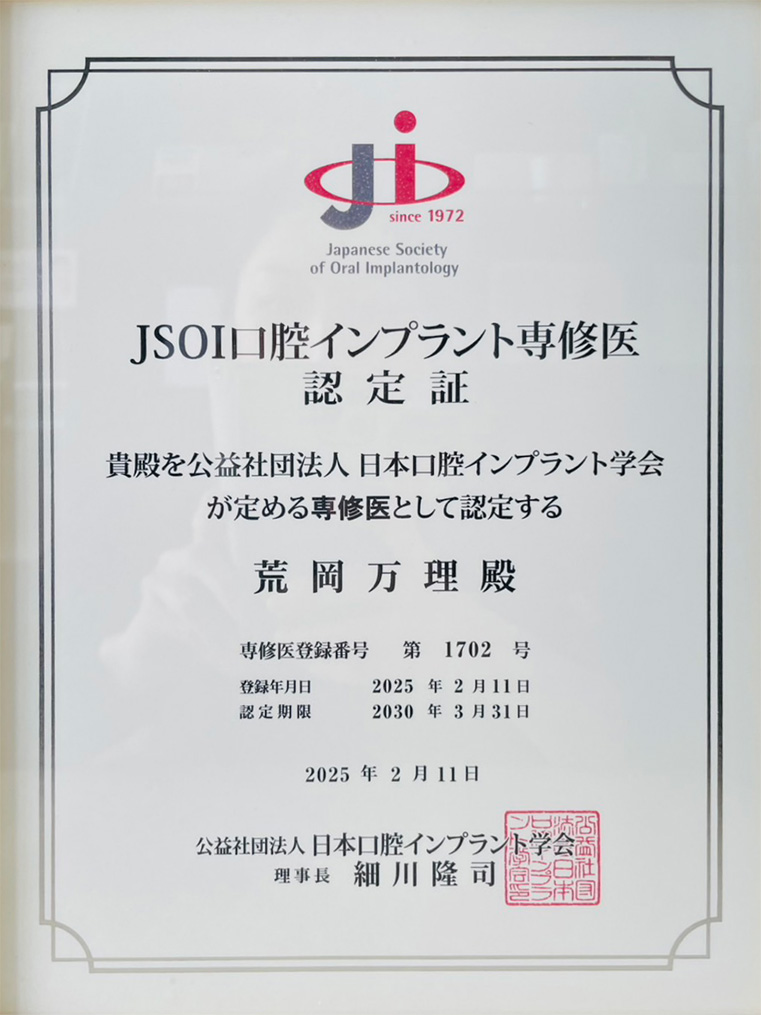 Ji
since 1972
Japanese Society
of Oral Implantology
JSOI口腔インプラント専修医
認定証
貴殿を公益社団法人 日本口腔インプラント学会
が定める専修医として認定する
荒岡万理殿
専修医登録番号 第 1702 号
登録年月日 2025 年 2 月 11 日
認定期限 2030 年 3 月 31 日
2025 年 2 月 11 日
公益社団法人 日本口腔インプラント学会
理事長 細川隆司